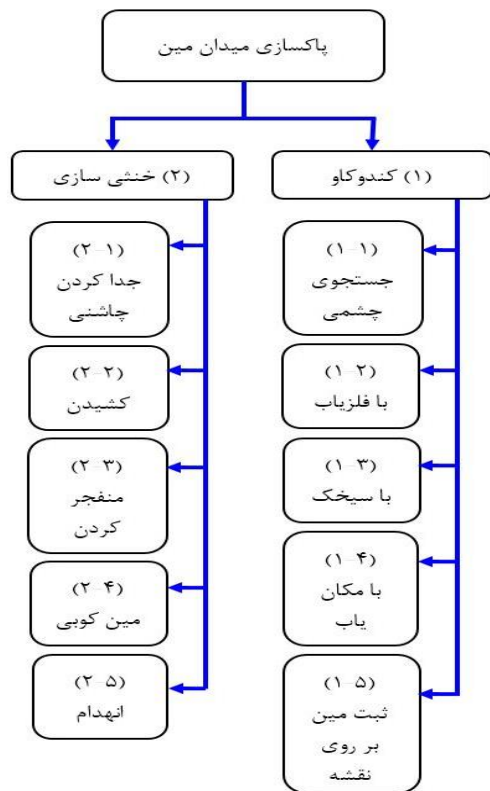 پاکسازی میدان مین
(۱) کندوکاو
(۱-۱)
جستجوی
چشمی
(۱-۲)
با فلزیاب
(۱-۳)
با سیخک
(۱-۴)
با مکان
یاب
(۱-۵)
ثبت مین
بر روی
نقشه
(۲) خنثی سازی
(۲-۱)
جدا کردن
چاشنی
(۲-۲)
کشیدن
(۲-۳)
منفجر
کردن
(۲-۴)
مین کوبی
(۲-۵)
انهدام